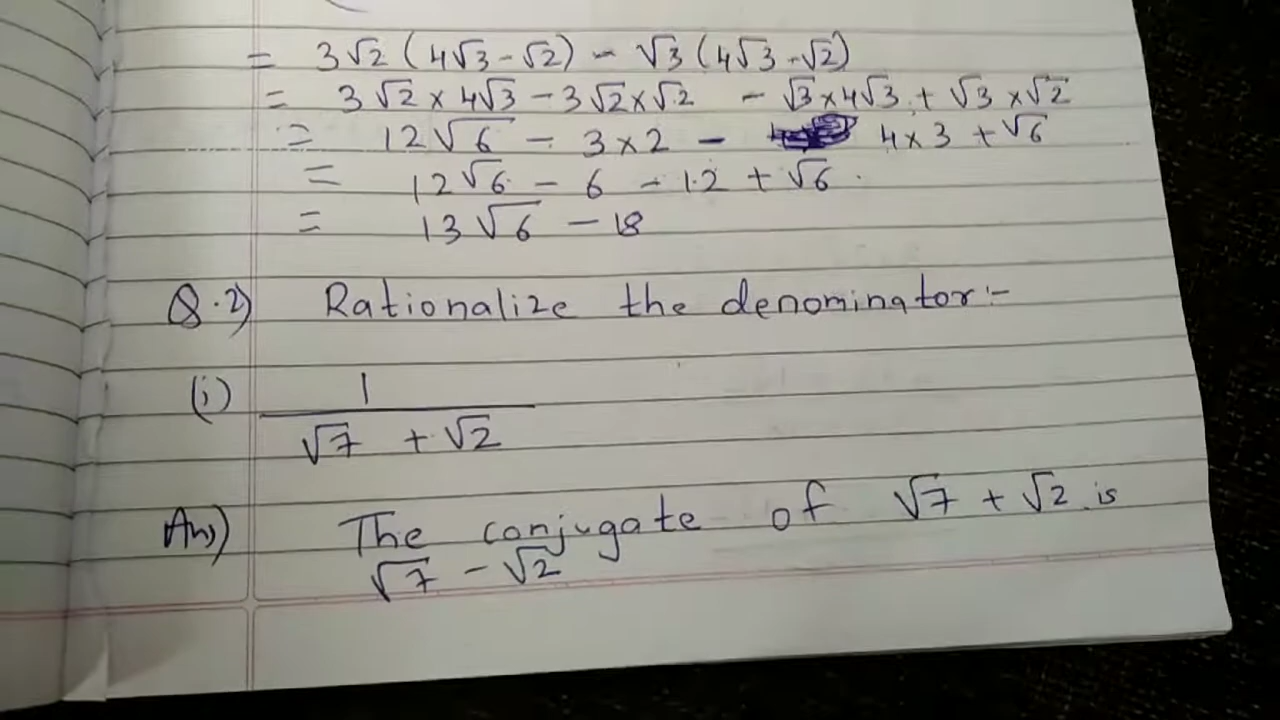 = 3√2 (4√3 - √2) - √3 (4√3 - √2)
= 3√2 × 4√3 - 3√2 × √2 - √3 × 4√3 + √3 × √2
= 12√6 - 3×2 - 4×3 + √6
= 12√6 - 6 - 12 + √6.
= 13√6 - 18
Q.2) Rationalize the denominator:-
(i) 1
√7 + √2
Ans) The conjugate of √7 + √2 is
√7 - √2